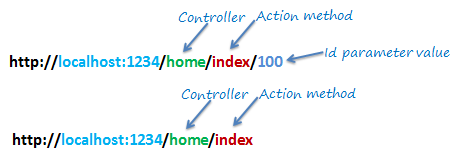 Controller Action method
http://localhost:1234/home/index/100
Id parameter value
Controller Action method
http://localhost:1234/home/index